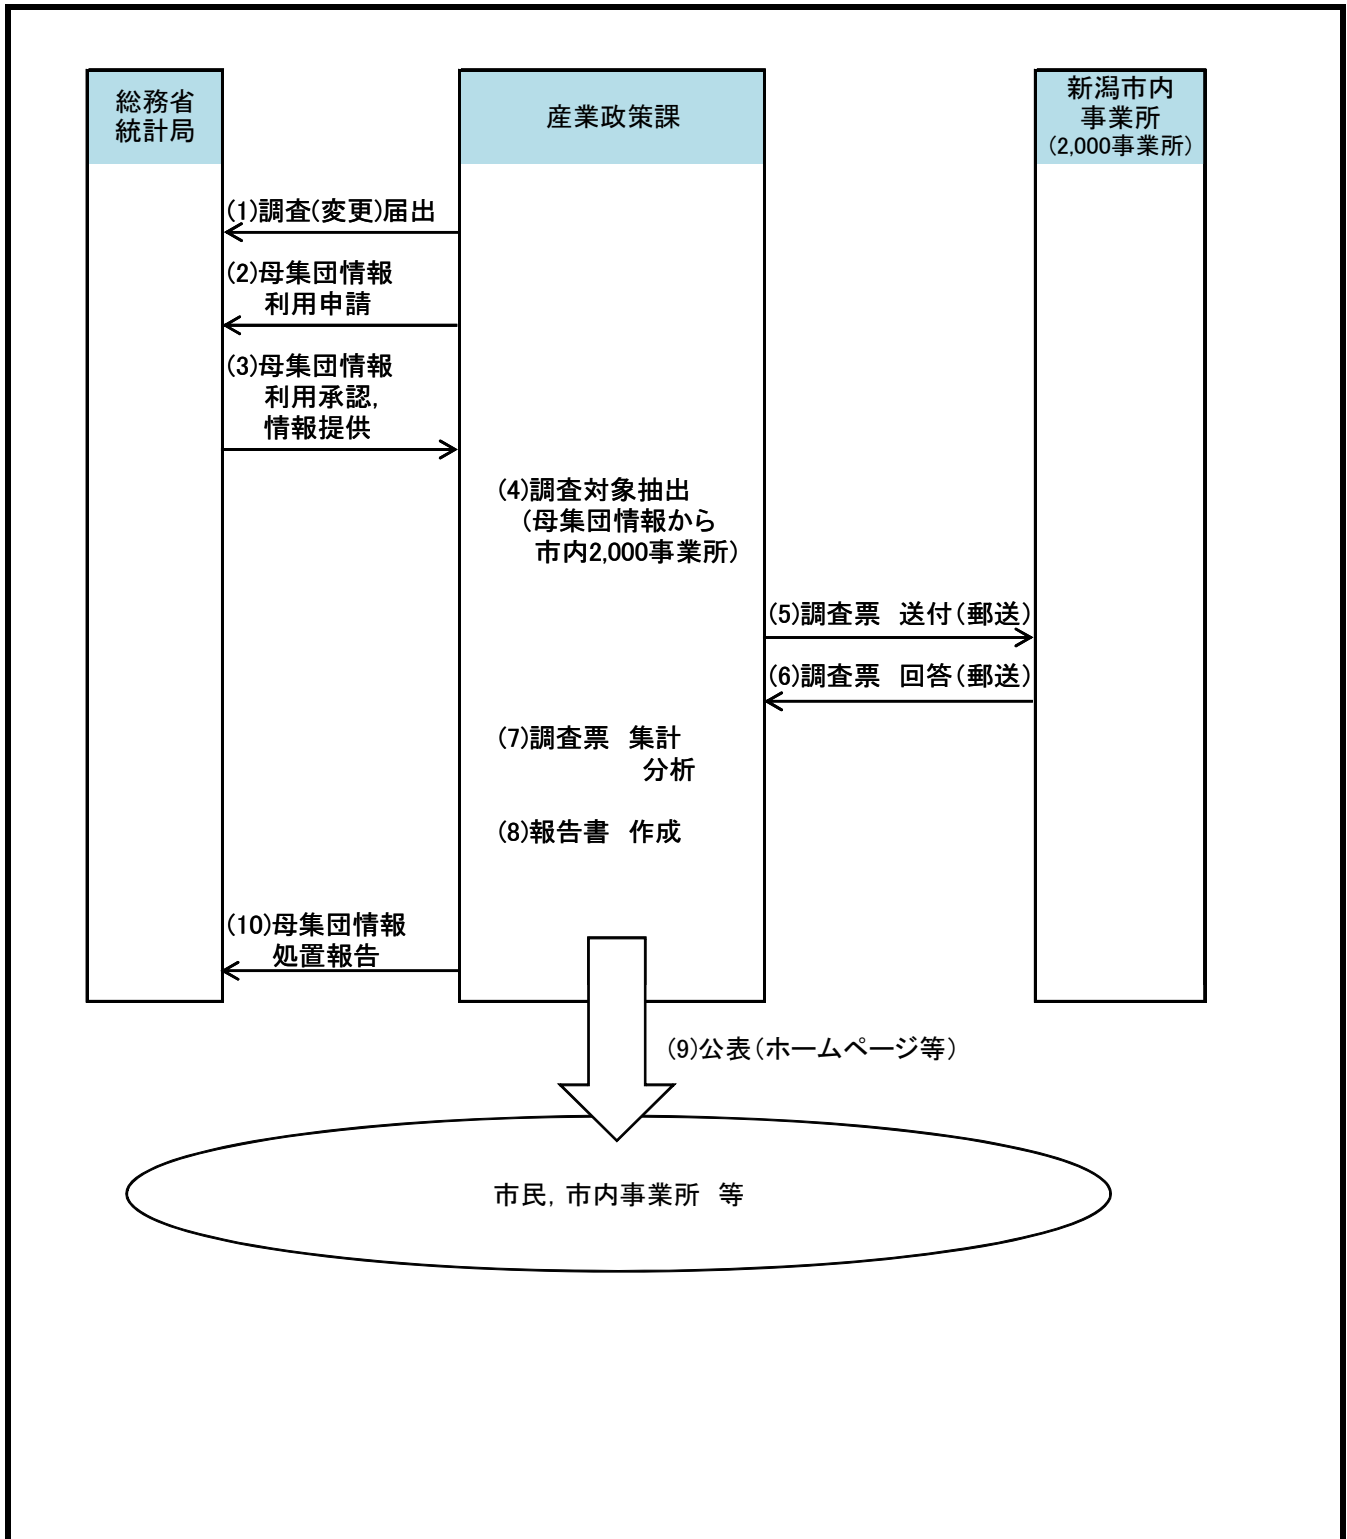 総務省
統計局
産業政策課
新潟市内
事業所
(2,000事業所)
(1)調査(変更)届出
(2)母集団情報
利用申請
(3)母集団情報
利用承認,
情報提供
(4)調査対象抽出
(母集団情報から
市内2,000事業所)
(5)調査票　送付(郵送)
(6)調査票　回答(郵送)
(7)調査票　集計
分析
(8)報告書　作成
(10)母集団情報
処置報告
(9)公表(ホームページ等)
市民, 市内事業所　等